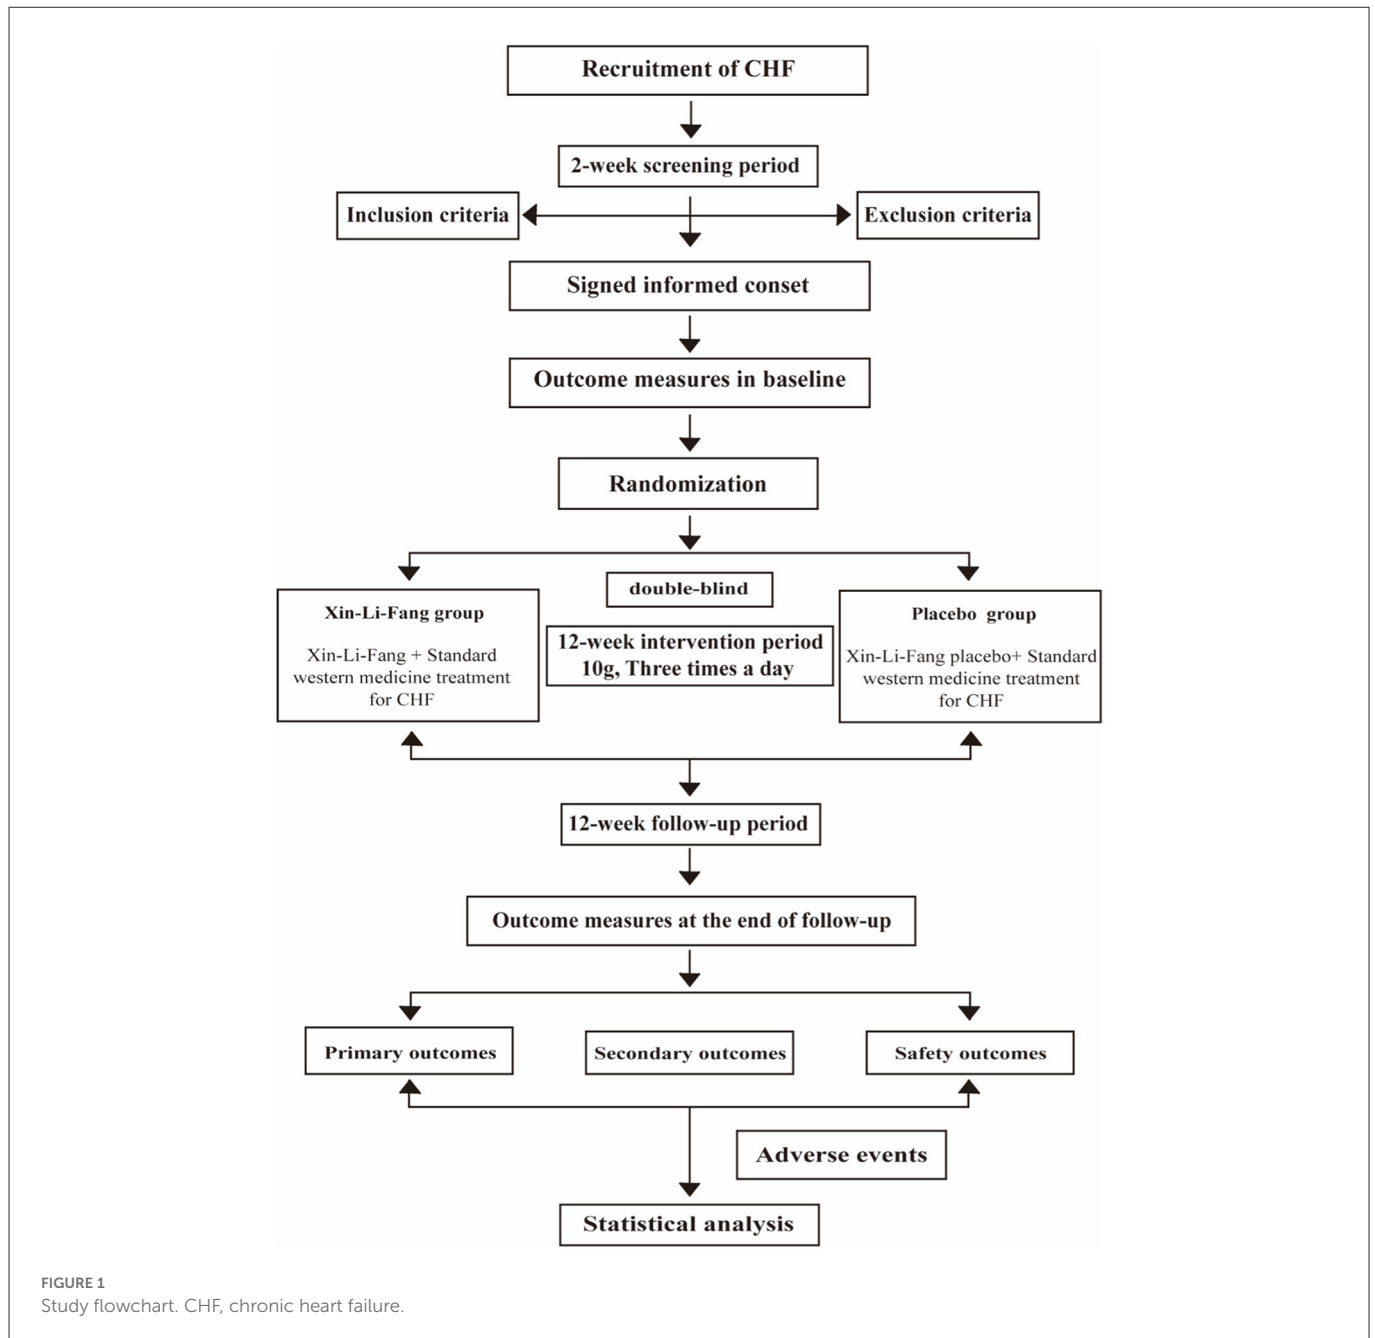 Recruitment of CHF
2-week screening period
Inclusion criteria
Exclusion criteria
Signed informed conset
Outcome measures in baseline
Randomization
double-blind
Xin-Li-Fang group
Xin-Li-Fang + Standard
western medicine treatment
for CHF
12-week intervention period
10g, Three times a day
Placebo group
Xin-Li-Fang placebo+ Standard
western medicine treatment
for CHF
12-week follow-up period
Outcome measures at the end of follow-up
Primary outcomes
Secondary outcomes
Safety outcomes
Adverse events
Statistical analysis
FIGURE 1
Study flowchart. CHF, chronic heart failure.